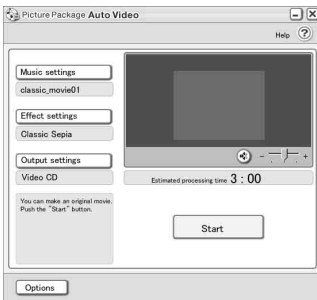 Picture Package Auto Video
Help ?
Music settings
classic_movie01
Effect settings
Classic Sepia
Output settings
Video CD
- +
Estimated processing time 3 : 00
You can make an original movie.
Push the "Start" button.
Start
Options